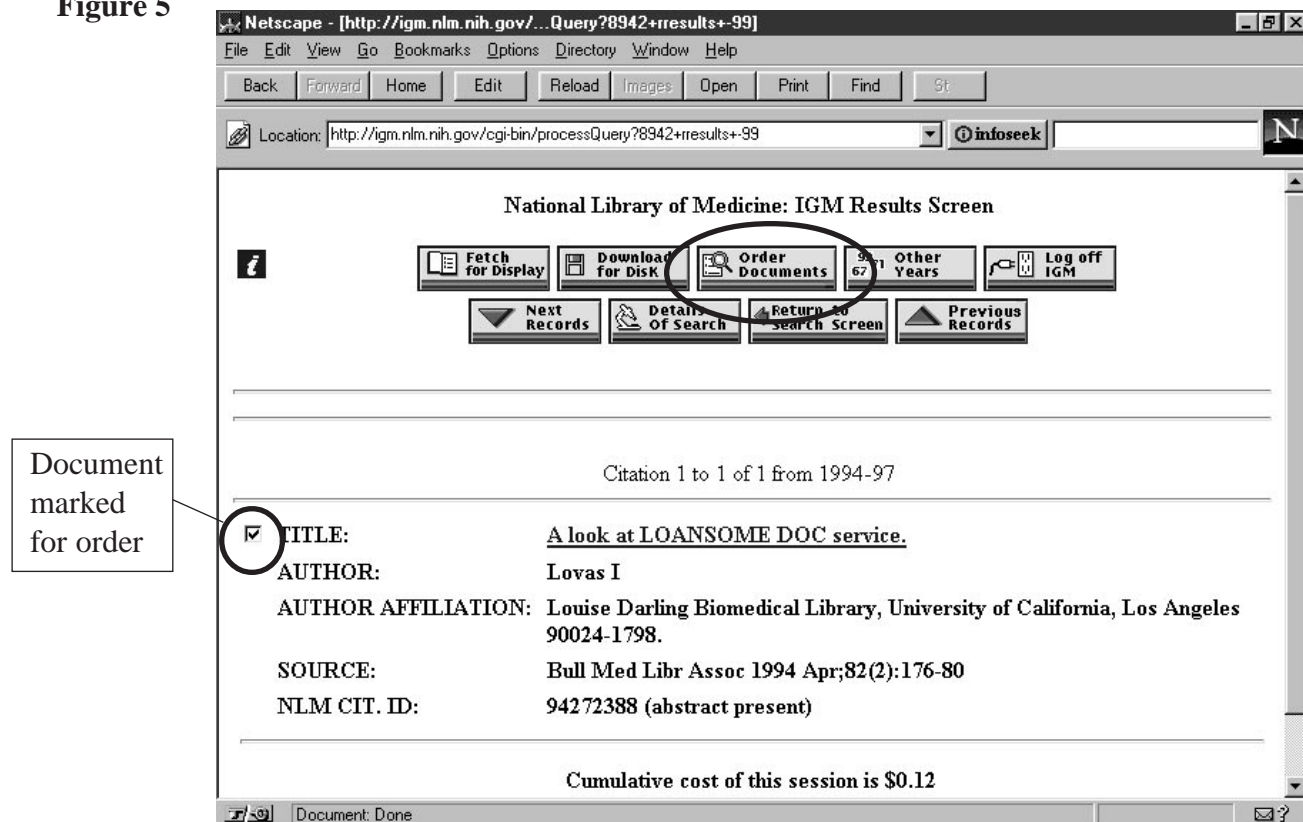 Figure 5
Netscape - [http://igm.nlm.nih.gov/...Query?8942+rresults+-99]
File Edit View Go Bookmarks Options Directory Window Help
Back Forward Home Edit Reload Images Open Print Find St
Location: http://igm.nlm.nih.gov/cgi-bin/processQuery?8942+rresults+-99 infoseek N
National Library of Medicine: IGM Results Screen
i
Fetch for Display
Download for Disk
Order Documents
Other Years
Log off IGM
Next Records
Details Of Search
Return to Search Screen
Previous Records
Citation 1 to 1 of 1 from 1994-97
Document
marked
for order
TITLE: A look at LOANSOME DOC service.
AUTHOR: Lovas I
AUTHOR AFFILIATION: Louise Darling Biomedical Library, University of California, Los Angeles
90024-1798.
SOURCE: Bull Med Libr Assoc 1994 Apr;82(2):176-80
NLM CIT. ID: 94272388 (abstract present)
Cumulative cost of this session is $0.12
Document: Done
?